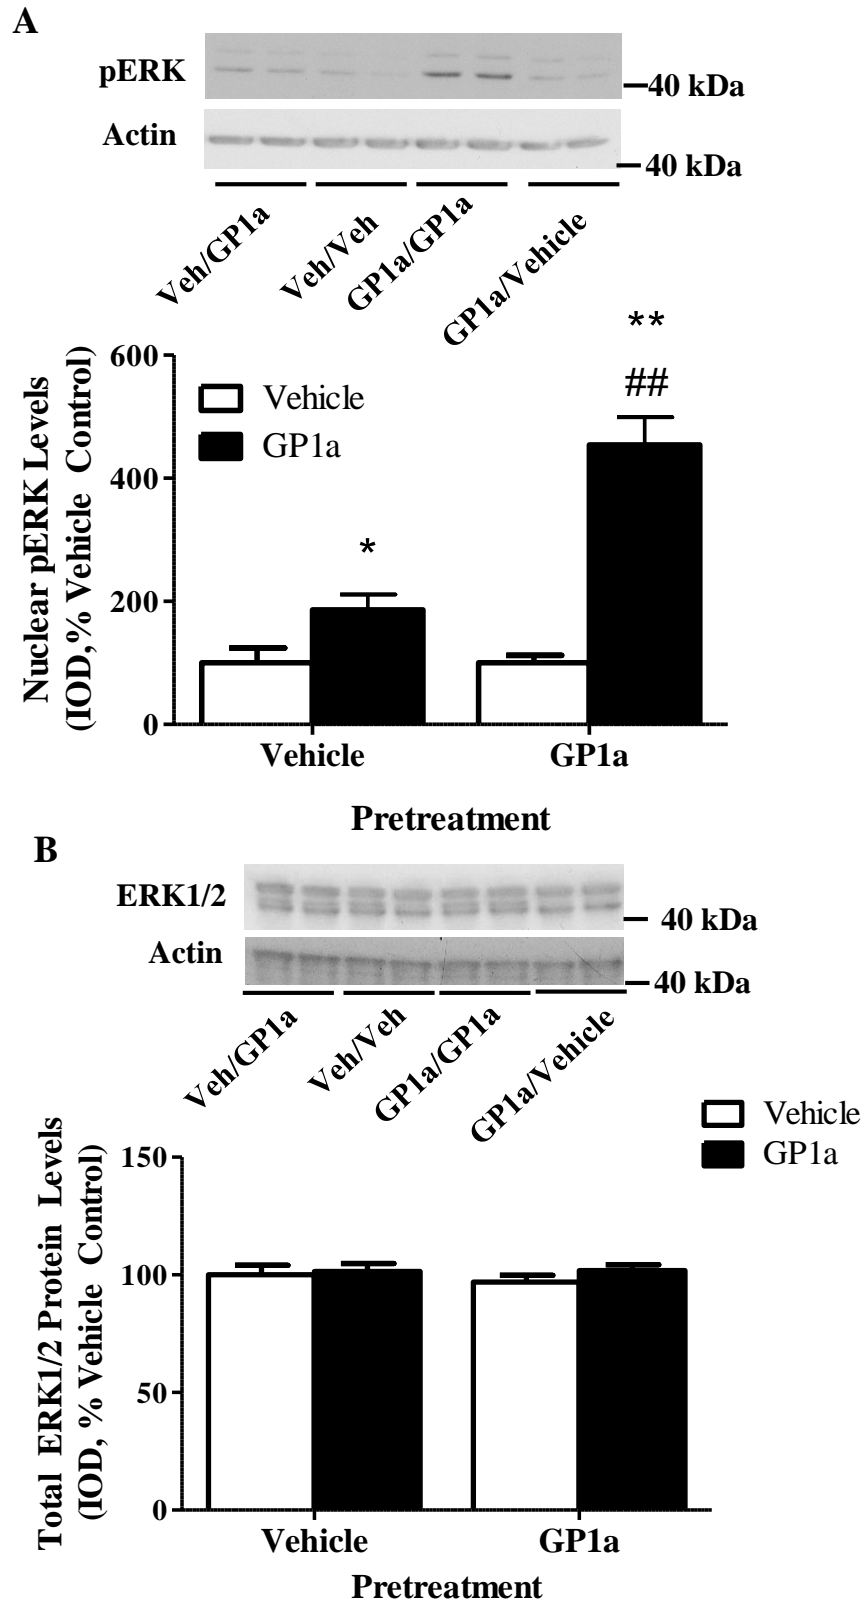 A
pERK
40 kDa
Actin
40 kDa
Veh/GP1a
Veh/Veh
GP1a/GP1a
GP1a/Vehicle
**
##
*
Nuclear pERK Levels
(IOD,% Vehicle Control)
600
400
200
0
Vehicle
GP1a
Vehicle
GP1a
Pretreatment
B
ERK1/2
40 kDa
Actin
40 kDa
Veh/GP1a
Veh/Veh
GP1a/GP1a
GP1a/Vehicle
Vehicle
GP1a
Total ERK1/2 Protein Levels
(IOD, % Vehicle Control)
150
100
50
0
Vehicle
GP1a
Pretreatment